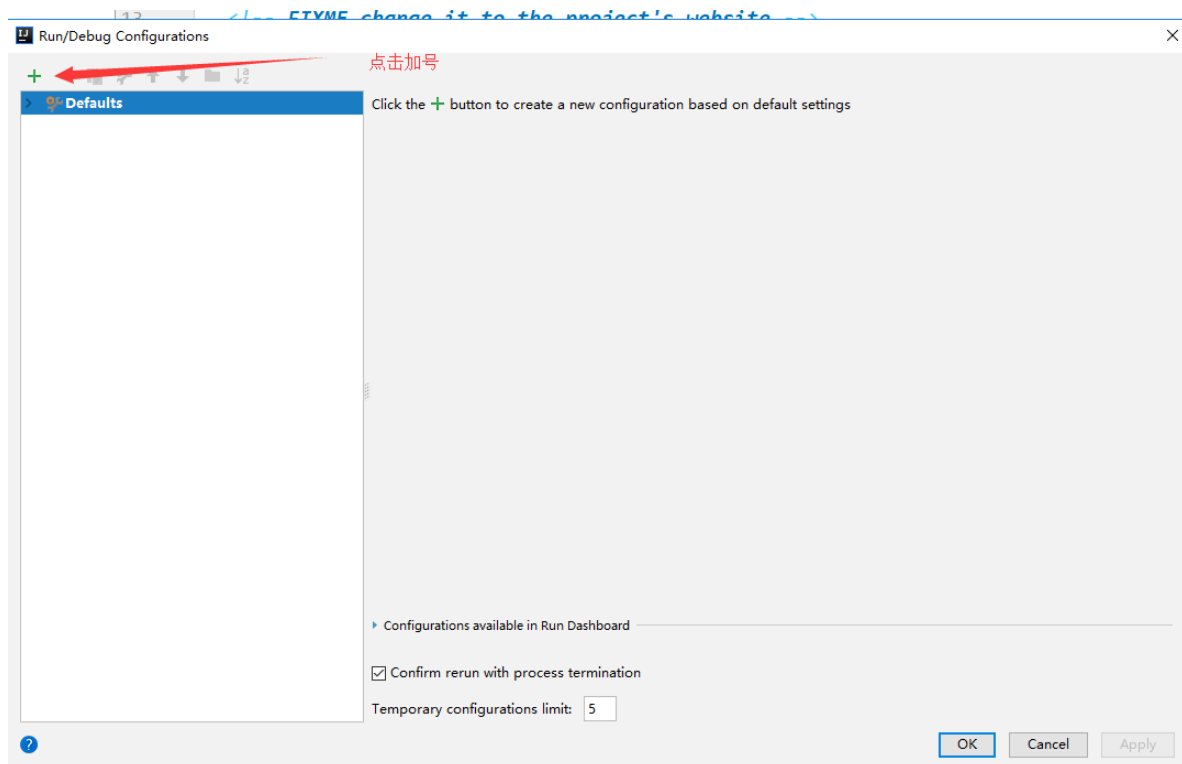 13 <!-- FIXME change it to the project's website -->
Run/Debug Configurations
点击加号
Defaults
Click the + button to create a new configuration based on default settings
Configurations available in Run Dashboard
Confirm rerun with process termination
Temporary configurations limit: 5
OK Cancel Apply